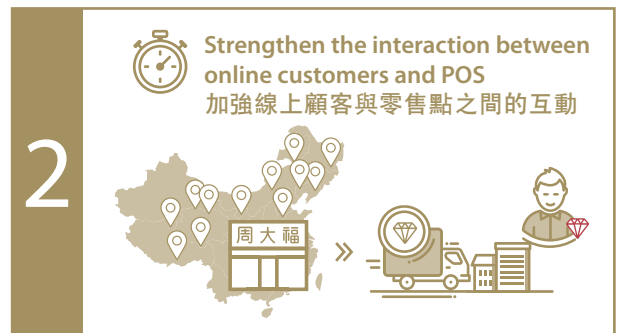 2
Strengthen the interaction between
online customers and POS
加強線上顧客與零售點之間的互動
周大福